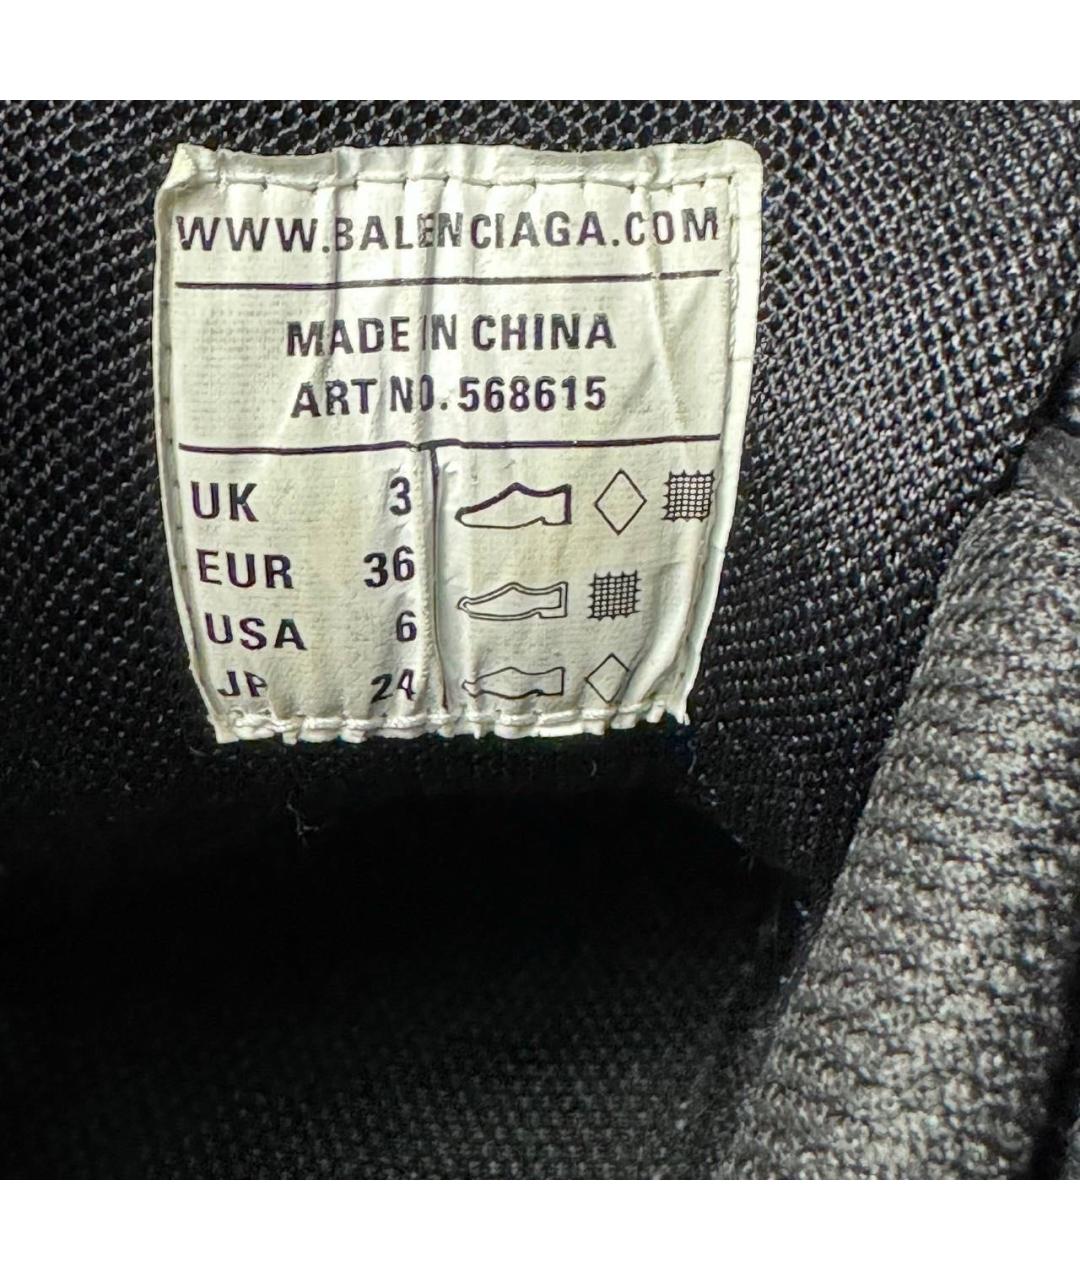 WWW.BALENCIAGA.COM
MADE IN CHINA
ART NO. 568615
UK 3
EUR 36
USA 6
JP 24